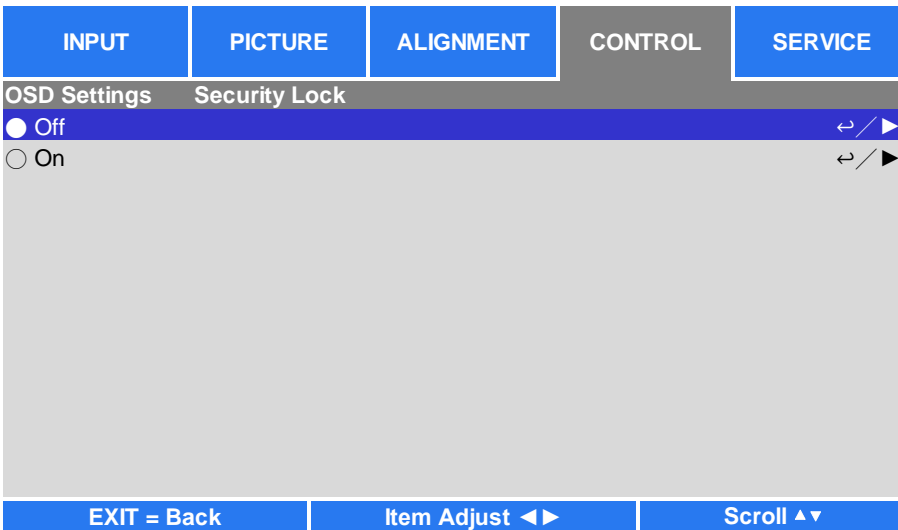 INPUT PICTURE ALIGNMENT CONTROL SERVICE
OSD Settings Security Lock
Off ↩／►
On ↩／►
EXIT = Back Item Adjust ◄► Scroll ▲▼